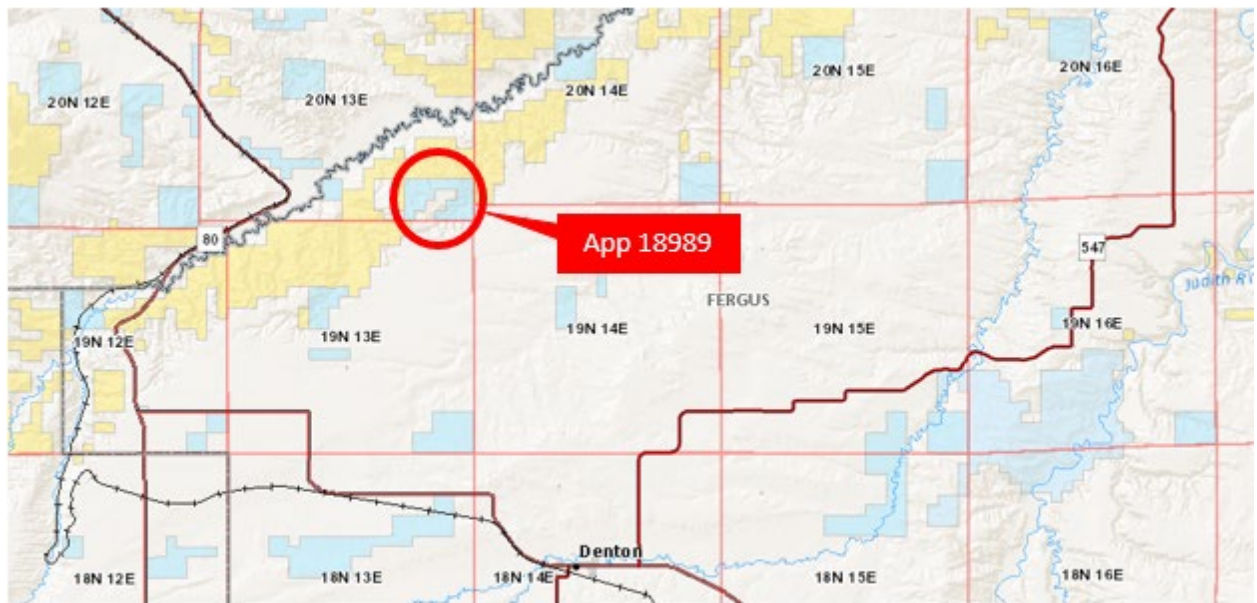 20N 12E
20N 13E
20N 14E
20N 15E
20N 16E
80
App 18989
547
FERGUS
19N 12E
19N 13E
19N 14E
19N 15E
19N 16E
Denton
18N 12E
18N 13E
18N 14E
18N 15E
18N 16E